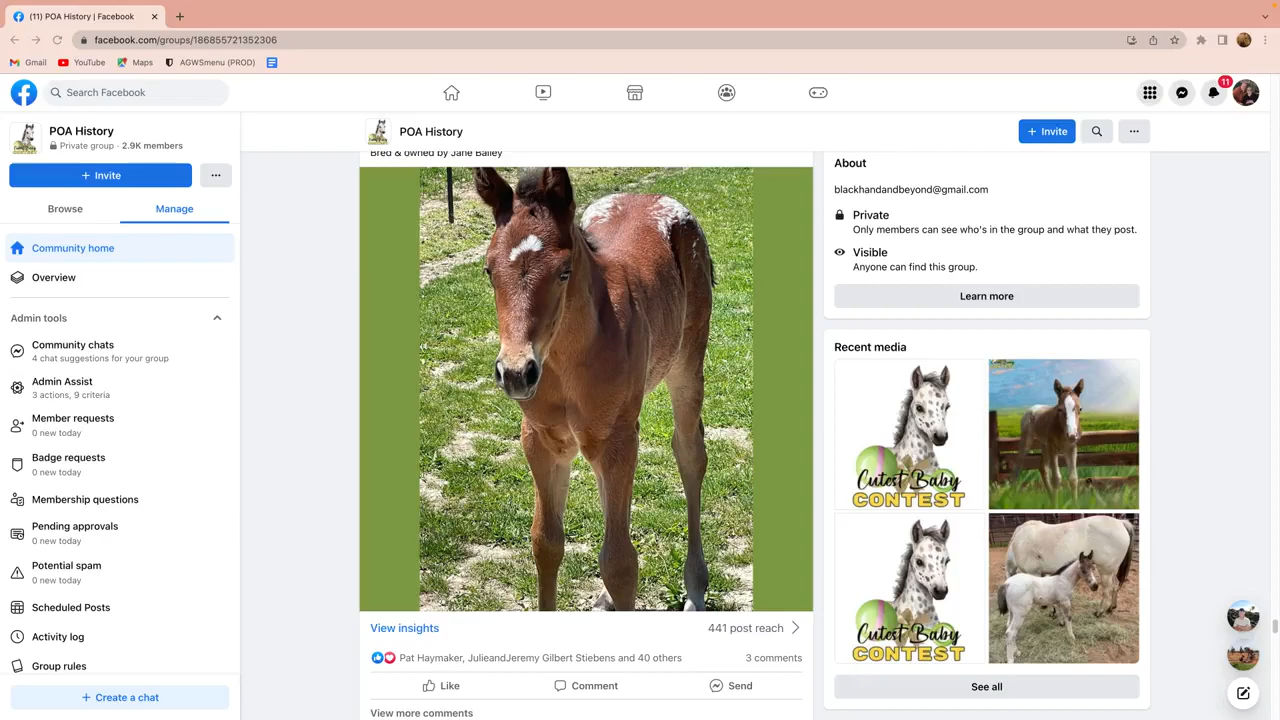 (11) POA History | Facebook
facebook.com/groups/186855721352306
Gmail YouTube Maps AGWSmenu (PROD)
Search Facebook
11
POA History
Private group · 2.9K members
+ Invite
Browse Manage
Community home
Overview
Admin tools
Community chats
4 chat suggestions for your group
Admin Assist
3 actions, 9 criteria
Member requests
0 new today
Badge requests
0 new today
Membership questions
Pending approvals
0 new today
Potential spam
0 new today
Scheduled Posts
Activity log
Group rules
+ Create a chat
POA History
+ Invite
Bred & owned by Jane Bailey
View insights
441 post reach
Pat Haymaker, JulieandJeremy Gilbert Stiebens and 40 others
3 comments
Like Comment Send
View more comments
About
blackhandandbeyond@gmail.com
Private
Only members can see who's in the group and what they post.
Visible
Anyone can find this group.
Learn more
Recent media
Cutest Baby
CONTEST
Cutest Baby
CONTEST
See all